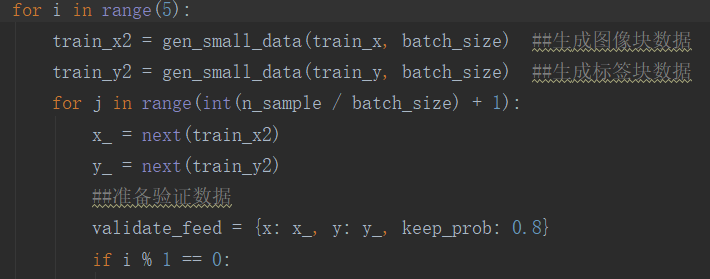 for i in range(5):
    train_x2 = gen_small_data(train_x, batch_size)  ##生成图像块数据
    train_y2 = gen_small_data(train_y, batch_size)  ##生成标签块数据
    for j in range(int(n_sample / batch_size) + 1):
        x_ = next(train_x2)
        y_ = next(train_y2)
        ##准备验证数据
        validate_feed = {x: x_, y: y_, keep_prob: 0.8}
        if i % 1 == 0: